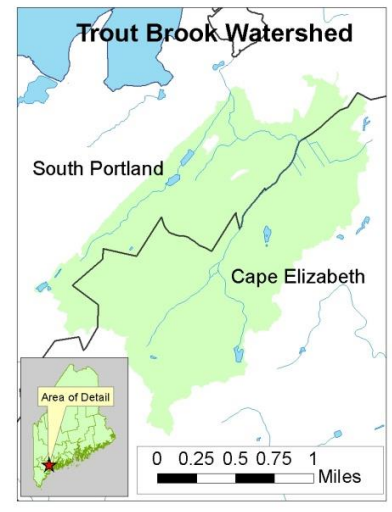 Trout Brook Watershed
South Portland
Cape Elizabeth
Area of Detail
0 0.25 0.5 0.75 1
Miles